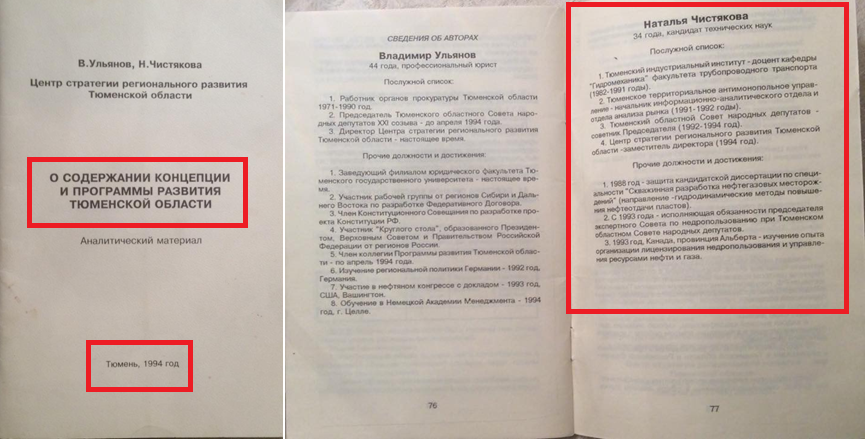 В.Ульянов, Н.Чистякова
Центр стратегии регионального развития
Тюменской области
О СОДЕРЖАНИИ КОНЦЕПЦИИ
И ПРОГРАММЫ РАЗВИТИЯ
ТЮМЕНСКОЙ ОБЛАСТИ
Аналитический материал
Тюмень, 1994 год
СВЕДЕНИЯ ОБ АВТОРАХ
Владимир Ульянов
44 года, профессиональный юрист
Послужной список:
1. Работник органов прокуратуры Тюменской области
1971-1990 год.
2. Председатель Тюменского областного Совета народ-
ных депутатов XXI созыва - до апреля 1994 года.
3. Директор Центра стратегии регионального развития
Тюменской области - настоящее время.
Прочие должности и достижения:
1. Заведующий филиалом юридического факультета Тю-
менского государственного университета - настоящее вре-
мя.
2. Участник рабочей группы от регионов Сибири и Даль-
него Востока по разработке Федеративного Договора.
3. Член Конституционного Совещания по разработке про-
екта Конституции РФ.
4. Участник "Круглого стола", образованного Президен-
том, Верховным Советом и Правительством Российской
Федерации от регионов России.
5. Член коллегии Программы развития Тюменской облас-
ти - по апрель 1994 года.
6. Изучение региональной политики Германии - 1992 год,
Германия.
7. Участие в нефтяном конгрессе с докладом - 1993 год,
США, Вашингтон.
8. Обучение в Немецкой Академии Менеджмента - 1994
год, г. Целле.
76
Наталья Чистякова
34 года, кандидат технических наук
Послужной список:
1. Тюменский индустриальный институт - доцент кафедры
"Гидромеханика" факультета трубопроводного транспорта
(1982-1991 годы).
2. Тюменское территориальное антимонопольное управ-
ление - начальник информационно-аналитического отдела и
отдела анализа рынка (1991-1992 годы).
3. Тюменский областной Совет народных депутатов -
советник Председателя (1992-1994 год).
4. Центр стратегии регионального развития Тюменской
области -заместитель директора (1994 год).
Прочие должности и достижения:
1. 1988 год - защита кандидатской диссертации по специ-
альности "Скважинная разработка нефтегазовых месторож-
дений" (направление -гидродинамические методы повыше-
ния нефтеотдачи пластов).
2. С 1993 года - исполняющая обязанности председателя
экспертного Совета по недропользованию при Тюменском
областном Совете народных депутатов.
3. 1993 год, Канада, провинция Альберта - изучение опыта
организации лицензирования недропользования и управле-
ния ресурсами нефти и газа.
77